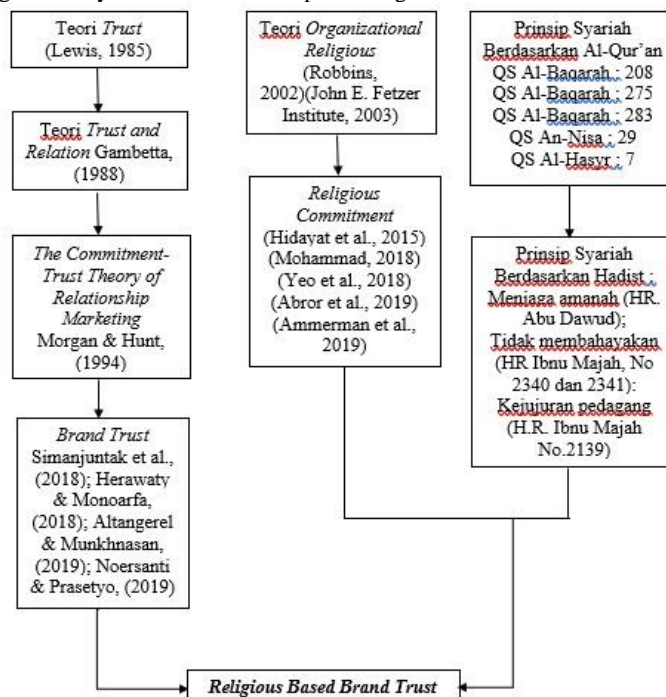 Teori Trust
(Lewis, 1985)
Teori Trust and
Relation Gambetta,
(1988)
The Commitment-
Trust Theory of
Relationship
Marketing
Morgan & Hunt,
(1994)
Brand Trust
Simanjuntak et al.,
(2018); Herawaty
& Monoarfa,
(2018); Altangerel
& Munkhnasan,
(2019); Noersanti
& Prasetyo, (2019)
Teori Organizational
Religious
(Robbins,
2002)(John E. Fetzer
Institute, 2003)
Religious
Commitment
(Hidayat et al., 2015)
(Mohammad, 2018)
(Yeo et al., 2018)
(Abror et al., 2019)
(Ammerman et al.,
2019)
Prinsip Syariah
Berdasarkan Al-Qur’an
QS Al-Baqarah ; 208
QS Al-Baqarah ; 275
QS Al-Baqarah ; 283
QS An-Nisa ; 29
QS Al-Hasyr ; 7
Prinsip Syariah
Berdasarkan Hadist ;
Menjaga amanah (HR.
Abu Dawud);
Tidak membahayakan
(HR Ibnu Majah, No
2340 dan 2341):
Kejujuran pedagang
(H.R. Ibnu Majah
No.2139)
Religious Based Brand Trust